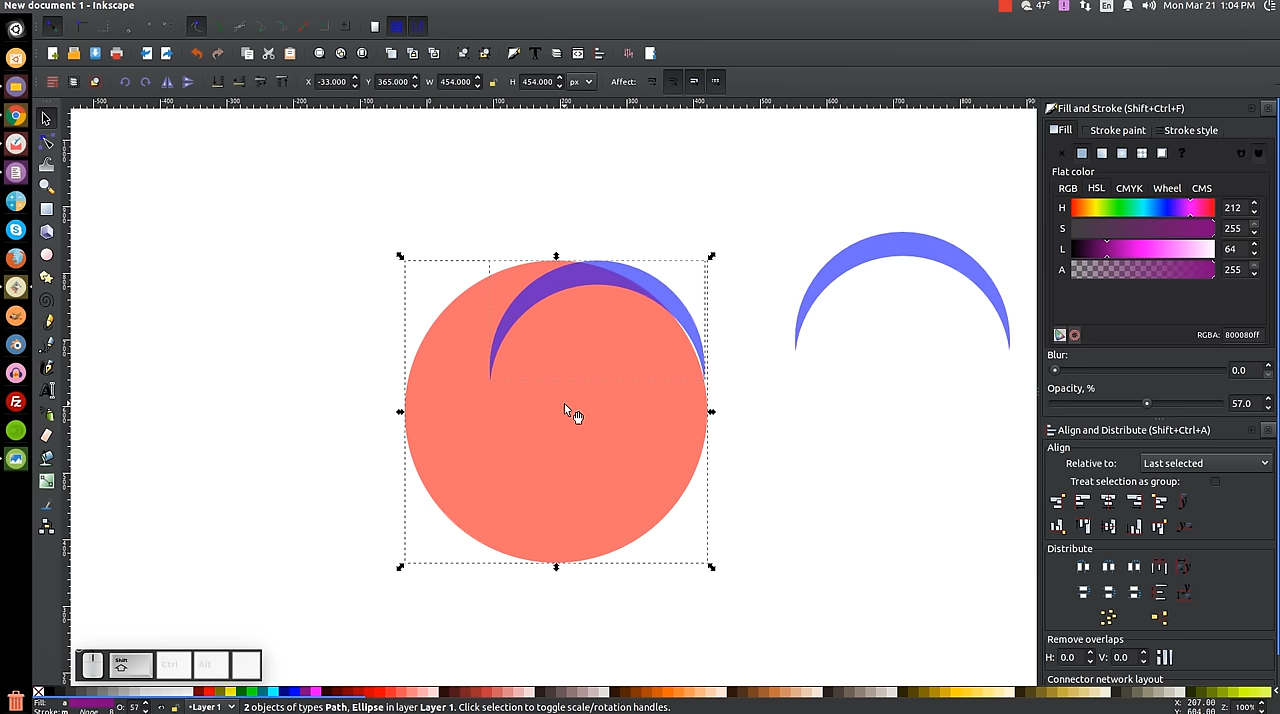 New document 1 - Inkscape
47° En Mon Mar 21 1:04 PM
X -33.000 Y 365.000 W 454.000 H 454.000 px Affect:
Fill and Stroke (Shift+Ctrl+F)
Fill Stroke paint Stroke style
?
Flat color
RGB HSL CMYK Wheel CMS
H 212
S 255
L 64
A 255
RGBA: 800080ff
Blur:
0.0
Opacity, %
57.0
Align and Distribute (Shift+Ctrl+A)
Align
Relative to: Last selected
Treat selection as group:
Distribute
Remove overlaps
H: 0.0 V: 0.0
Connector network layout
Shift Ctrl Alt
Fill: a O: 57 Layer 1 2 objects of types Path, Ellipse in layer Layer 1. Click selection to toggle scale/rotation handles. X: 207.00 Z: 100%
Stroke: m None Y: 604.00